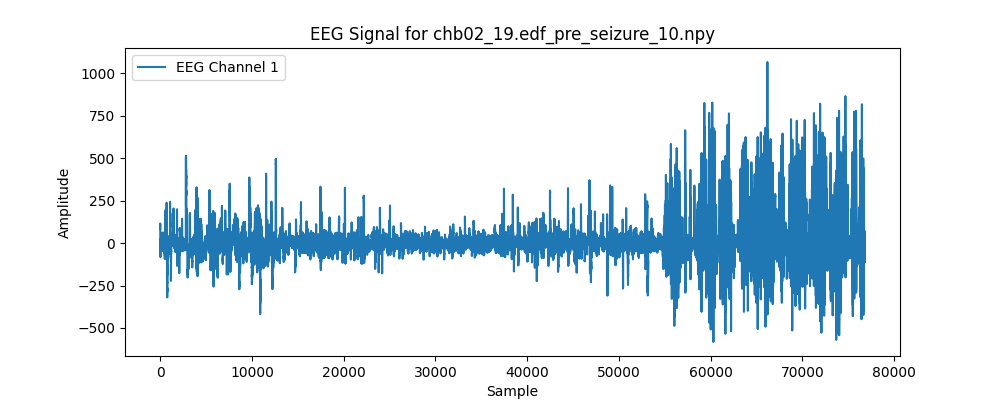 EEG Signal for chb02_19.edf_pre_seizure_10.npy
EEG Channel 1
Amplitude
1000
750
500
250
0
−250
−500
0 10000 20000 30000 40000 50000 60000 70000 80000
Sample